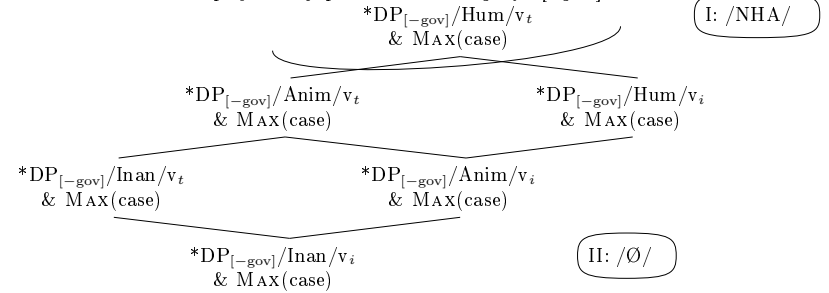 *DP[−gov]/Hum/vt
& Max(case)
I: /NHA/
*DP[−gov]/Anim/vt
& Max(case)
*DP[−gov]/Hum/vi
& Max(case)
*DP[−gov]/Inan/vt
& Max(case)
*DP[−gov]/Anim/vi
& Max(case)
*DP[−gov]/Inan/vi
& Max(case)
II: /Ø/